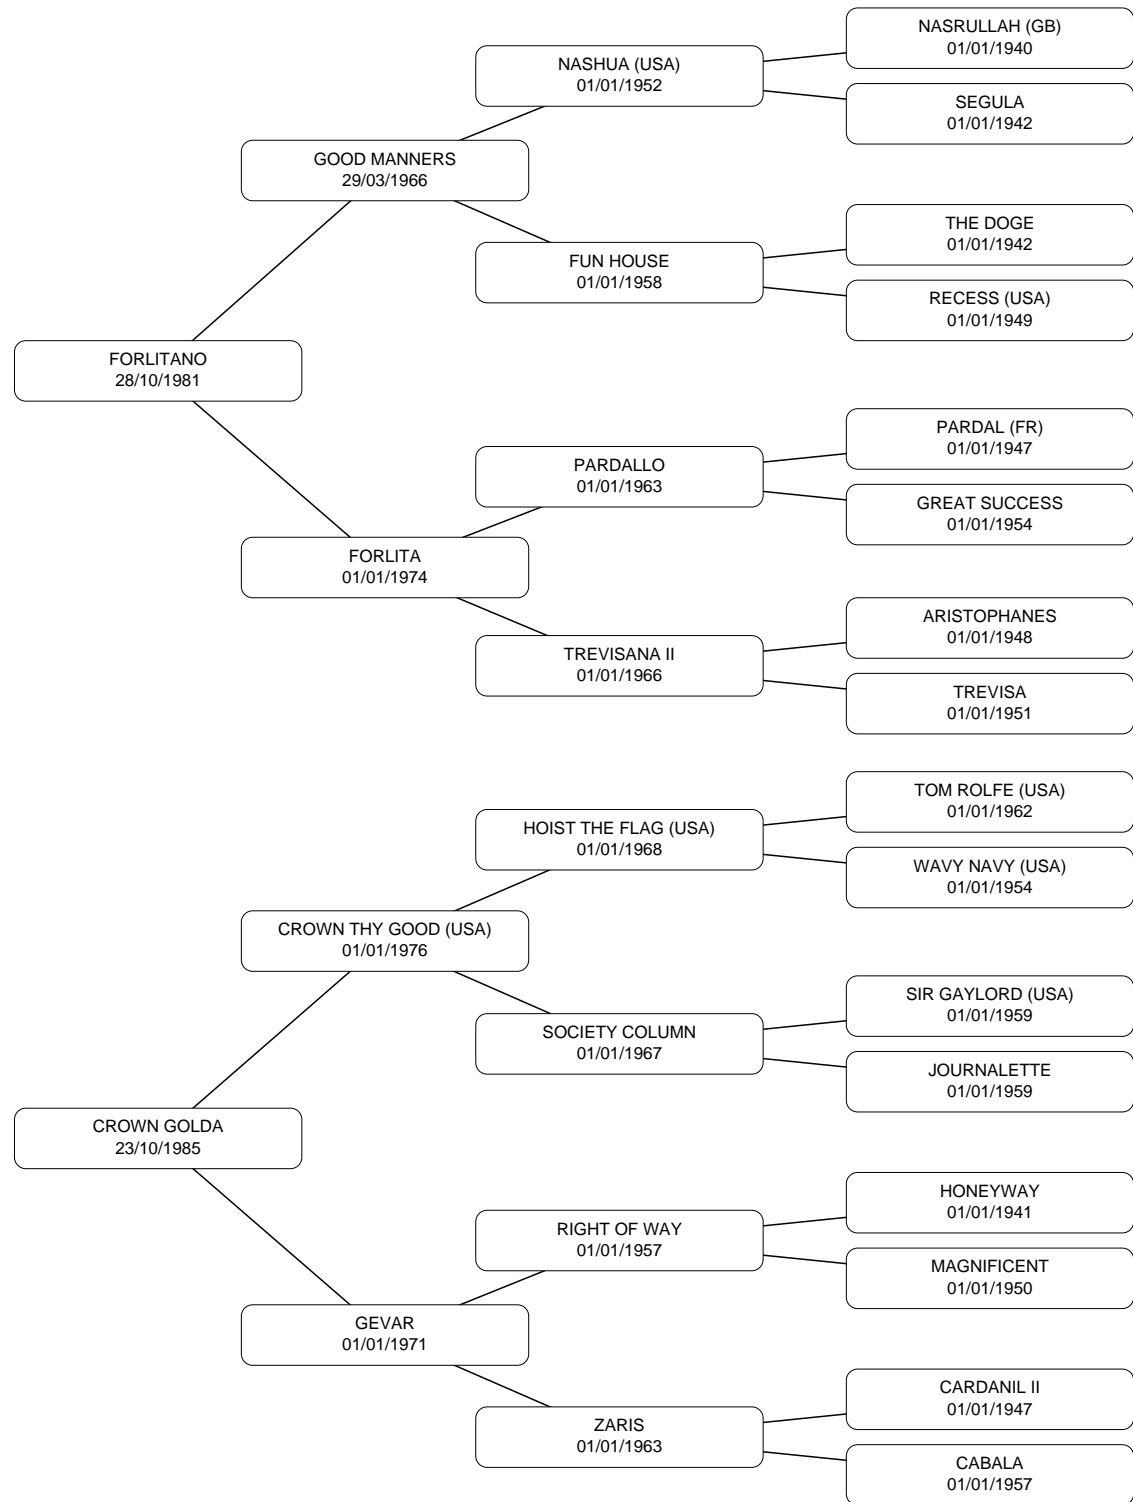 NASRULLAH (GB)
01/01/1940
NASHUA (USA)
01/01/1952
SEGULA
01/01/1942
GOOD MANNERS
29/03/1966
THE DOGE
01/01/1942
FUN HOUSE
01/01/1958
RECESS (USA)
01/01/1949
FORLITANO
28/10/1981
PARDAL (FR)
01/01/1947
PARDALLO
01/01/1963
GREAT SUCCESS
01/01/1954
FORLITA
01/01/1974
ARISTOPHANES
01/01/1948
TREVISANA II
01/01/1966
TREVISA
01/01/1951
TOM ROLFE (USA)
01/01/1962
HOIST THE FLAG (USA)
01/01/1968
WAVY NAVY (USA)
01/01/1954
CROWN THY GOOD (USA)
01/01/1976
SIR GAYLORD (USA)
01/01/1959
SOCIETY COLUMN
01/01/1967
JOURNALETTE
01/01/1959
CROWN GOLDA
23/10/1985
HONEYWAY
01/01/1941
RIGHT OF WAY
01/01/1957
MAGNIFICENT
01/01/1950
GEVAR
01/01/1971
CARDANIL II
01/01/1947
ZARIS
01/01/1963
CABALA
01/01/1957